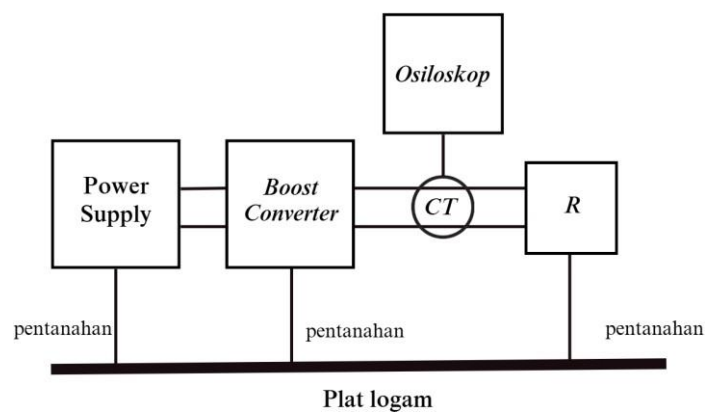 Osiloskop
Power
Supply
Boost
Converter
CT
R
pentanahan
pentanahan
pentanahan
Plat logam